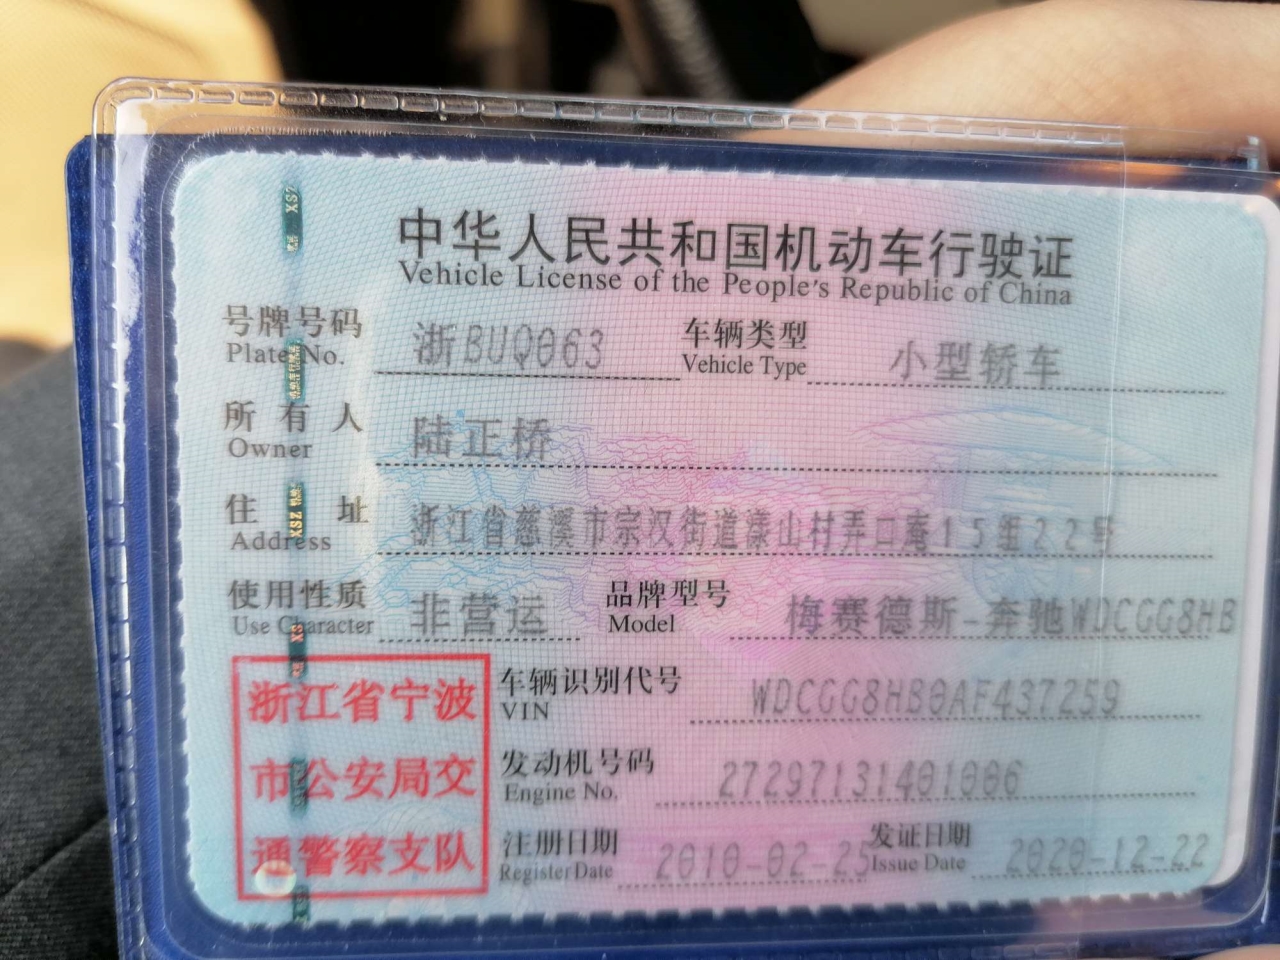 中华人民共和国机动车行驶证
Vehicle License of the People's Republic of China
号牌号码 浙BUQ063 车辆类型 小型轿车
Plate No. Vehicle Type
所有人 陆正桥
Owner
住址 浙江省慈溪市宗汉街道漾山村弄口庵15组22号
Address
使用性质 非营运 品牌型号 梅赛德斯-奔驰WDCGG8HB
Use Character Model
浙江省宁波
市公安局交
通警察支队
车辆识别代号 WDCGG8HB0AF437259
VIN
发动机号码 27297131401006
Engine No.
注册日期 2010-02-25 发证日期 2020-12-22
Register Date Issue Date